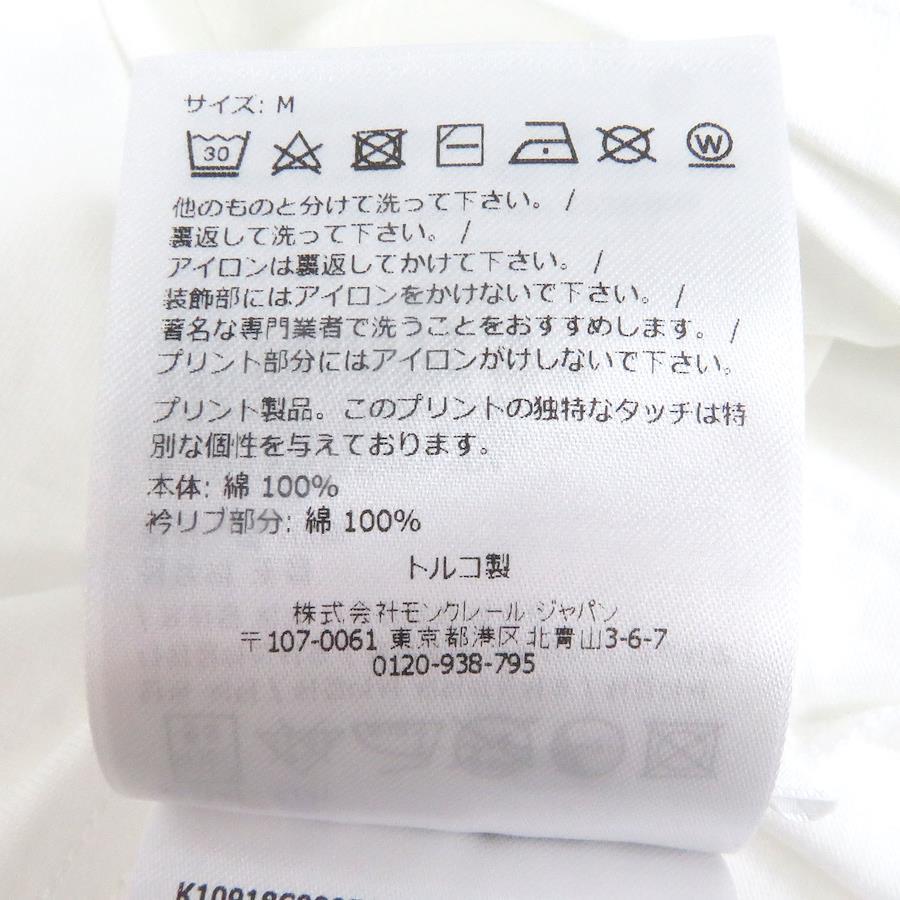 サイズ: M
30 W
他のものと分けて洗って下さい。 /
裏返して洗って下さい。 /
アイロンは裏返してかけて下さい。 /
装飾部にはアイロンをかけないで下さい。 /
著名な専門業者で洗うことをおすすめします。 /
プリント部分にはアイロンがけしないで下さい。
プリント製品。このプリントの独特なタッチは特
別な個性を与えております。
本体: 綿 100%
衿リブ部分: 綿 100%
トルコ製
株式会社モンクレール ジャパン
〒107-0061 東京都港区北青山3-6-7
0120-938-795